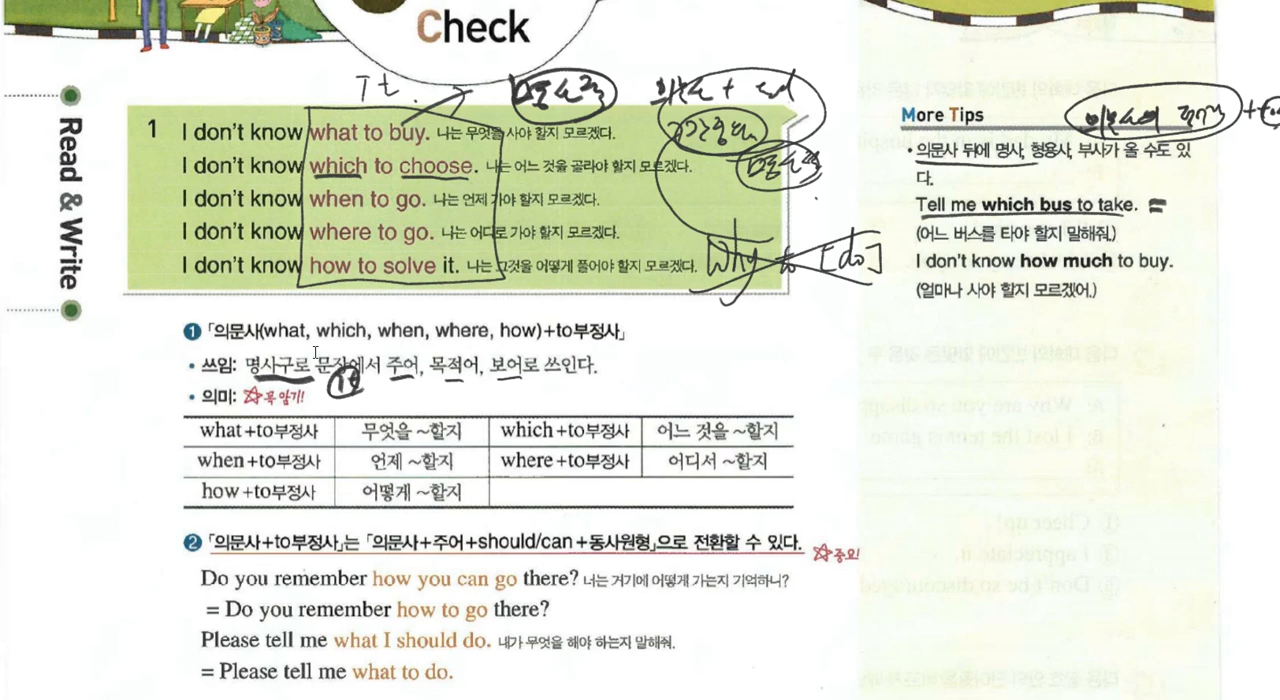 Check
Read & Write
1 I don't know what to buy. 나는 무엇을 사야 할지 모르겠다.
I don't know which to choose. 나는 어느 것을 골라야 할지 모르겠다.
I don't know when to go. 나는 언제 가야 할지 모르겠다.
I don't know where to go. 나는 어디로 가야 할지 모르겠다.
I don't know how to solve it. 나는 그것을 어떻게 풀어야 할지 모르겠다.
why to [do]
❶ 「의문사(what, which, when, where, how)+to부정사」
• 쓰임: 명사구로 문장에서 주어, 목적어, 보어로 쓰인다.
• 의미: ☆꼭 암기!
what+to부정사 무엇을 ~할지 which+to부정사 어느 것을 ~할지
when+to부정사 언제 ~할지 where+to부정사 어디서 ~할지
how+to부정사 어떻게 ~할지
❷ 「의문사+to부정사」는 「의문사+주어+should/can+동사원형」으로 전환할 수 있다. ☆중요!
Do you remember how you can go there? 너는 거기에 어떻게 가는지 기억하니?
= Do you remember how to go there?
Please tell me what I should do. 내가 무엇을 해야 하는지 말해줘.
= Please tell me what to do.
More Tips
• 의문사 뒤에 명사, 형용사, 부사가 올 수도 있
다.
Tell me which bus to take. =
(어느 버스를 타야 할지 말해줘.)
I don't know how much to buy.
(얼마나 사야 할지 모르겠어.)